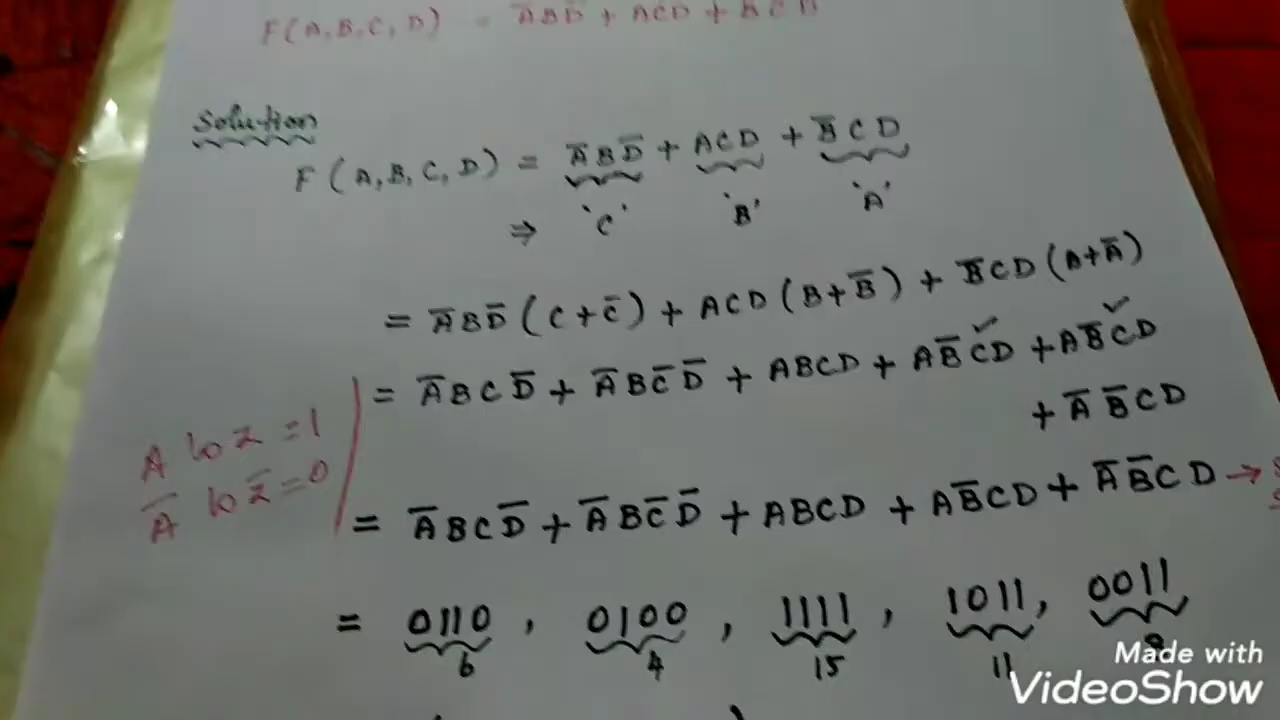 F(A,B,C,D) = A̅BD̅ + ACD + B̅CD
Solution
F(A,B,C,D) = A̅BD̅ + ACD + B̅CD
⇒ 'C' 'B' 'A'
= A̅BD̅(C+C̅) + ACD(B+B̅) + B̅CD(A+A̅)
= A̅BCD̅ + A̅BC̅D̅ + ABCD + AB̅CD + AB̅CD
+ A̅B̅CD
A to Z = 1
A̅ to Z̅ = 0
= A̅BCD̅ + A̅BC̅D̅ + ABCD + AB̅CD + A̅B̅CD →
= 0110, 0100, 1111, 1011, 0011
6 4 15 11
Made with
VideoShow